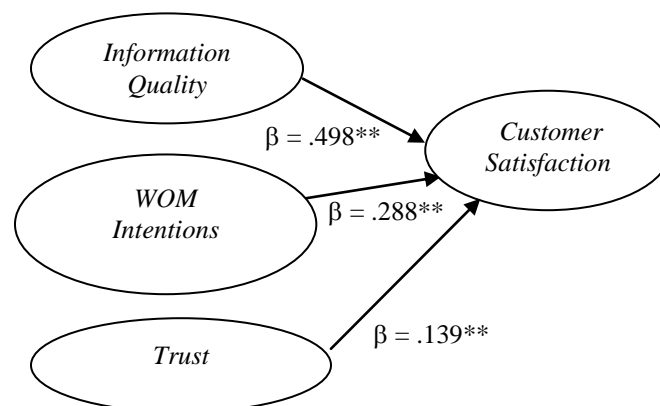 Information
Quality
β = .498**
Customer
Satisfaction
WOM
Intentions
β = .288**
Trust
β = .139**